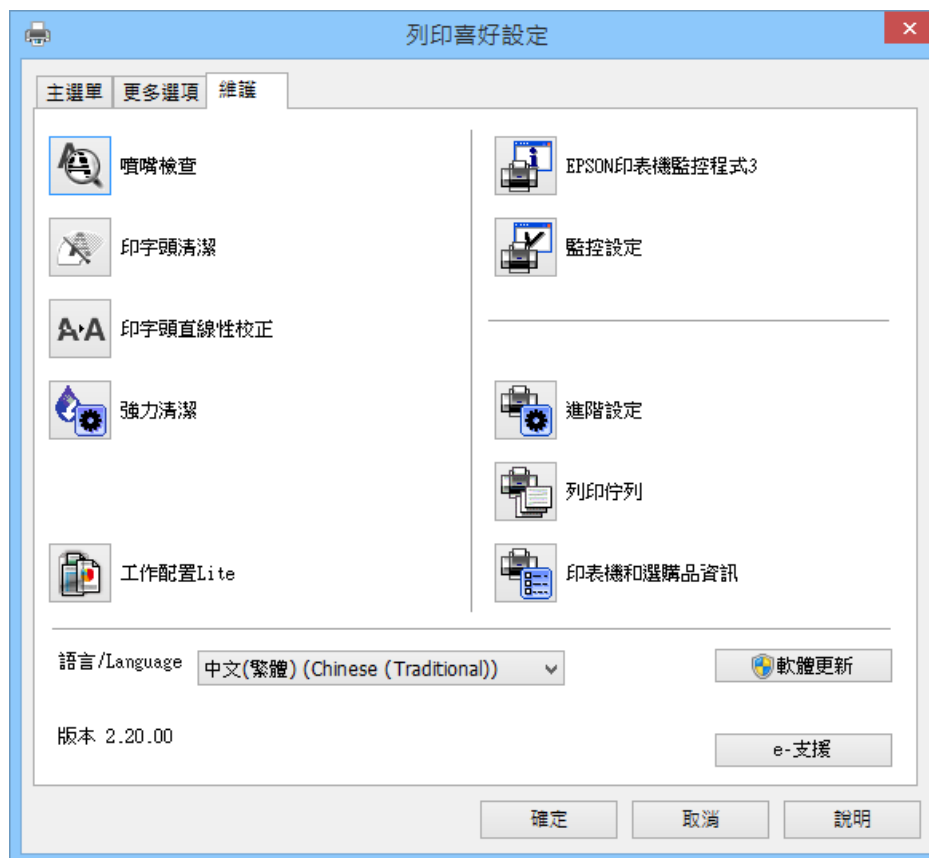 列印喜好設定
主選單
更多選項
維護
噴嘴檢查
印字頭清潔
印字頭直線性校正
強力清潔
工作配置Lite
EPSON印表機監控程式3
監控設定
進階設定
列印佇列
印表機和選購品資訊
語言/Language
中文(繁體) (Chinese (Traditional))
軟體更新
版本 2.20.00
e-支援
確定
取消
說明